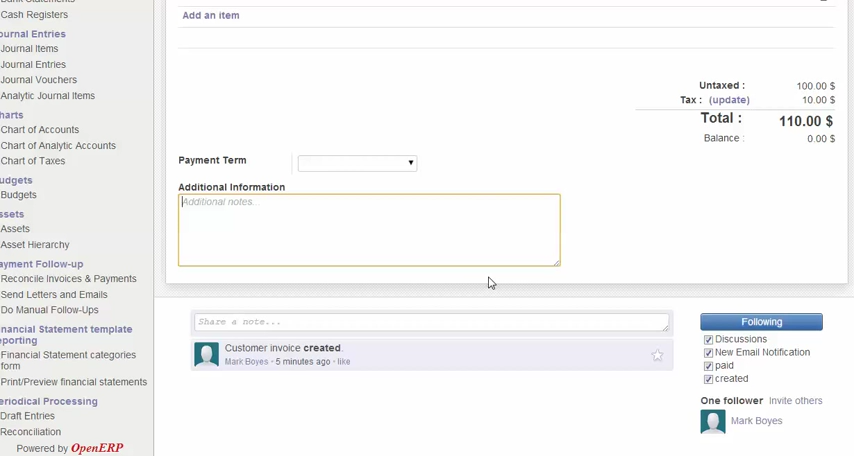 Bank Statements
Cash Registers
ournal Entries
Journal Items
Journal Entries
Journal Vouchers
Analytic Journal Items
harts
Chart of Accounts
Chart of Analytic Accounts
Chart of Taxes
udgets
Budgets
ssets
Assets
Asset Hierarchy
ayment Follow-up
Reconcile Invoices & Payments
Send Letters and Emails
Do Manual Follow-Ups
nancial Statement template
eporting
Financial Statement categories
form
Print/Preview financial statements
eriodical Processing
Draft Entries
Reconciliation
Powered by OpenERP
Add an item
Untaxed : 100.00 $
Tax : (update) 10.00 $
Total : 110.00 $
Balance : 0.00 $
Payment Term
Additional Information
Additional notes...
Share a note...
Customer invoice created.
Mark Boyes · 5 minutes ago · like
Following
Discussions
New Email Notification
paid
created
One follower Invite others
Mark Boyes